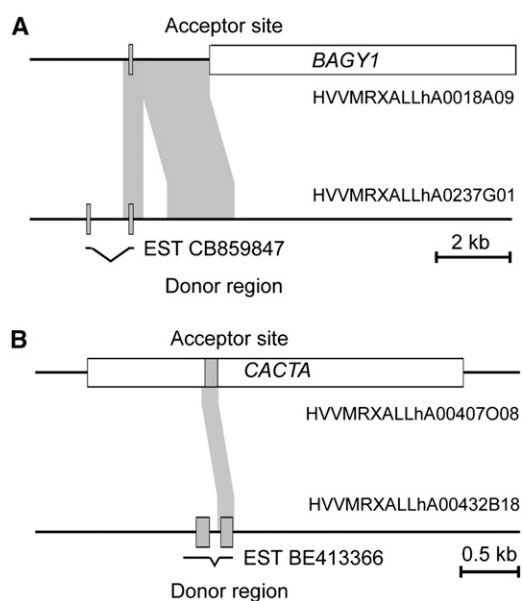 A
Acceptor site
BAGY1
HVVMRXALLhA0018A09
HVVMRXALLhA0237G01
EST CB859847
2 kb
Donor region
B
Acceptor site
CACTA
HVVMRXALLhA00407O08
HVVMRXALLhA00432B18
EST BE413366
0.5 kb
Donor region